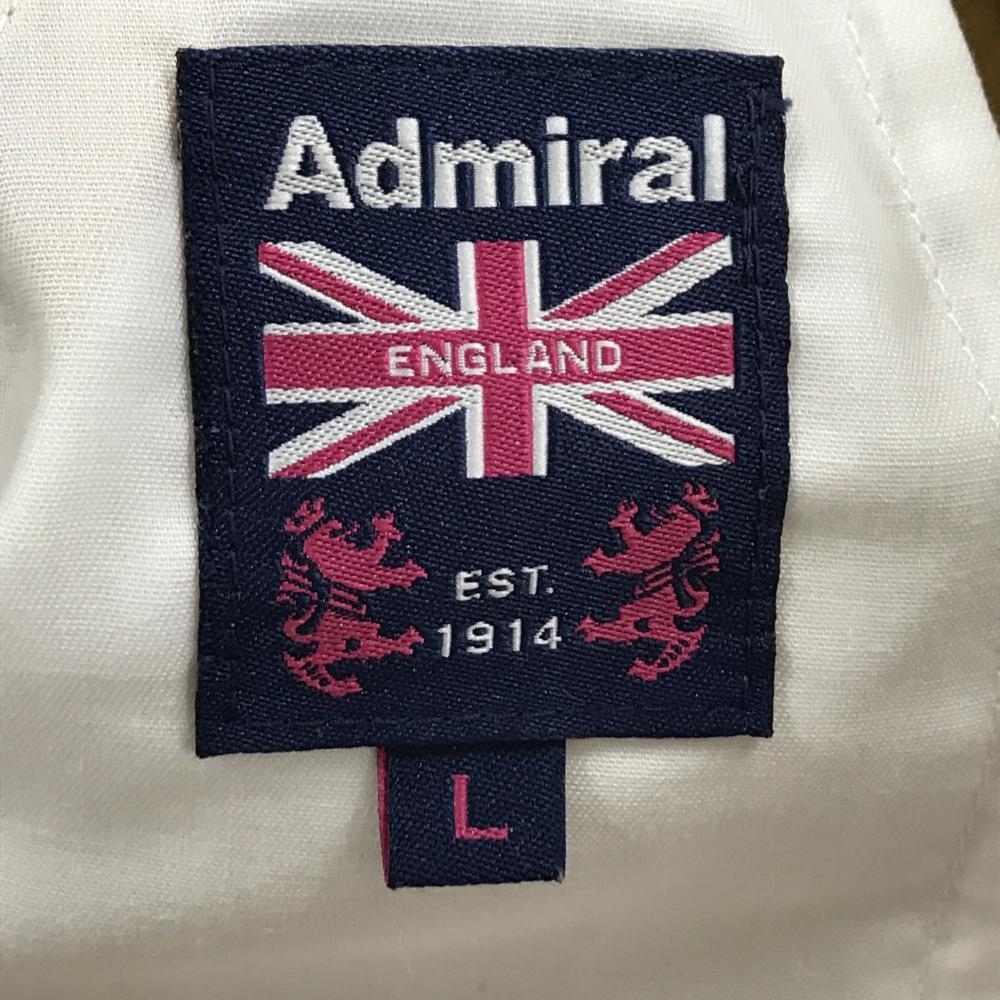 Admiral
ENGLAND
EST.
1914
L